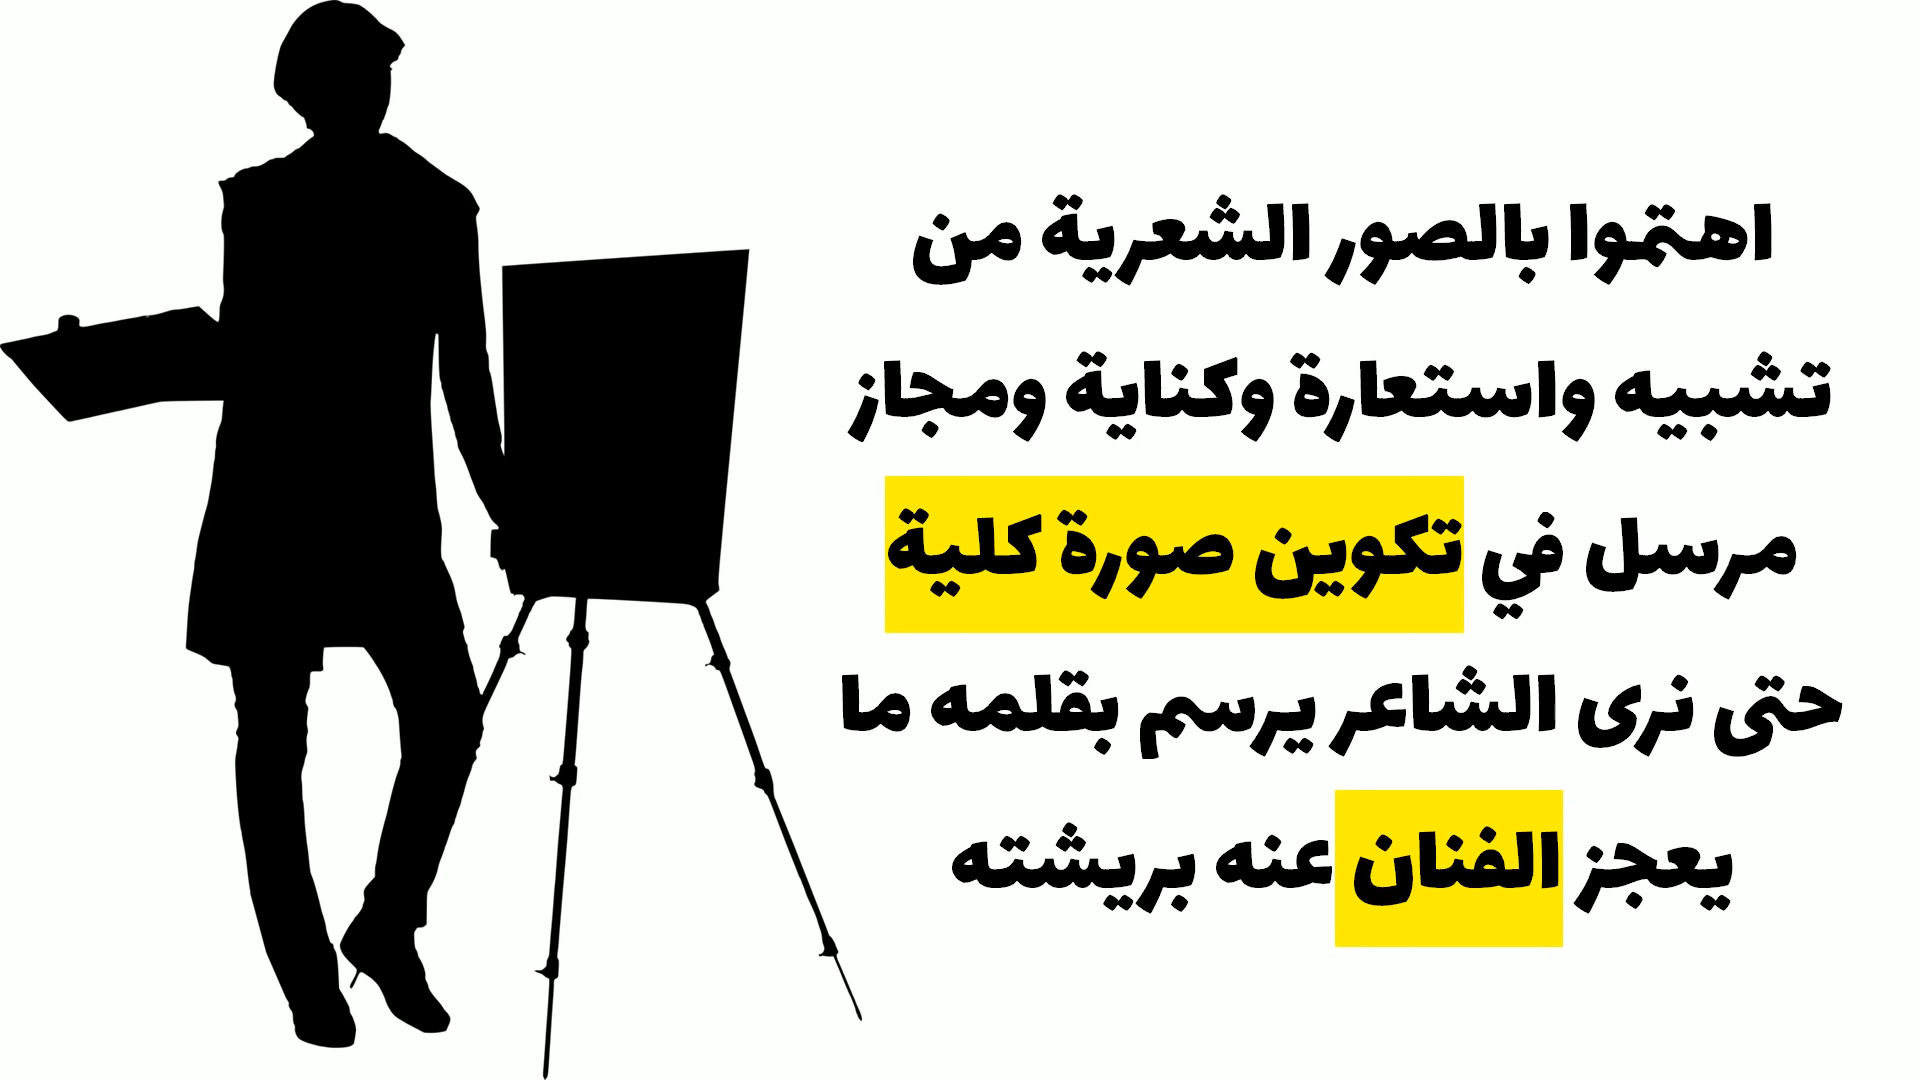 اهتموا بالصور الشعرية من
تشبيه واستعارة وكناية ومجاز
مرسل في تكوين صورة كلية
حتى نرى الشاعر يرسم بقلمه ما
يعجز الفنان عنه بريشته